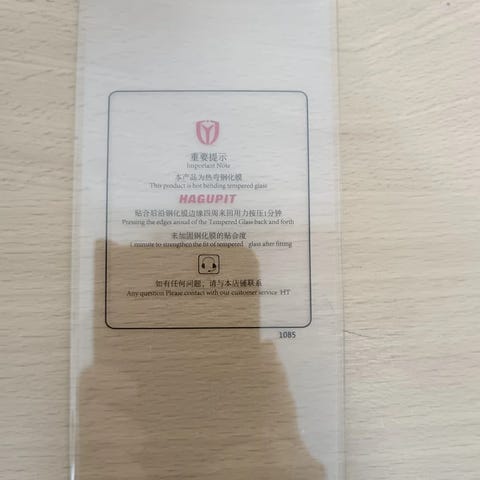 重要提示
Important Note
本产品为热弯钢化膜
This product is hot bending tempered glass
HAGUPIT
贴合后沿钢化膜边缘四周来回用力按压1分钟
Pressing the edges around of the Tempered Glass back and forth
来加固钢化膜的贴合度
1 minute to strengthen the fit of tempered glass after fitting
如有任何问题，请与本店铺联系
Any question Please contact with our customer service HT
1085